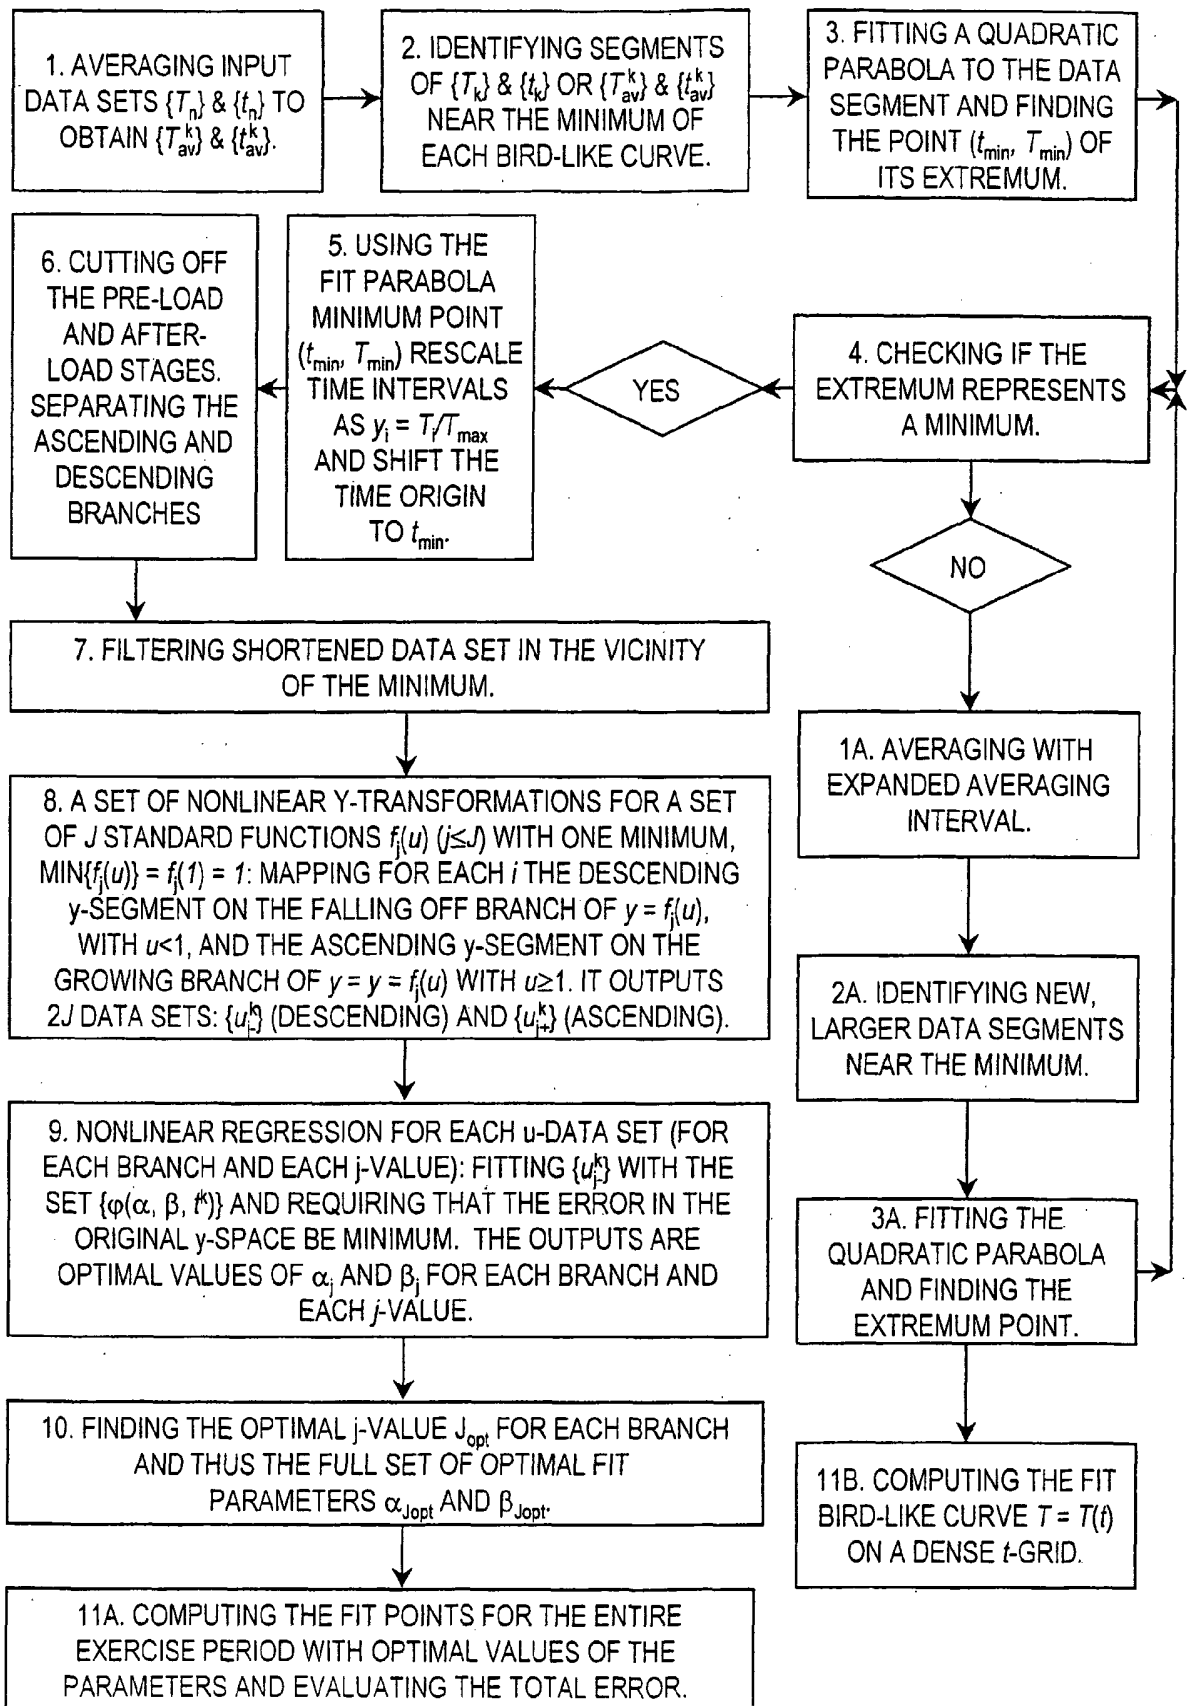 1. AVERAGING INPUT
DATA SETS {Tn} & {tn} TO
OBTAIN {T^k_av} & {t^k_av}.
2. IDENTIFYING SEGMENTS
OF {Tk} & {tk} OR {T^k_av} & {t^k_av}
NEAR THE MINIMUM OF
EACH BIRD-LIKE CURVE.
3. FITTING A QUADRATIC
PARABOLA TO THE DATA
SEGMENT AND FINDING
THE POINT (tmin, Tmin) OF
ITS EXTREMUM.
4. CHECKING IF THE
EXTREMUM REPRESENTS
A MINIMUM.
YES
5. USING THE
FIT PARABOLA
MINIMUM POINT
(tmin, Tmin) RESCALE
TIME INTERVALS
AS yi = Ti/Tmax
AND SHIFT THE
TIME ORIGIN
TO tmin.
6. CUTTING OFF
THE PRE-LOAD
AND AFTER-
LOAD STAGES.
SEPARATING THE
ASCENDING AND
DESCENDING
BRANCHES
NO
7. FILTERING SHORTENED DATA SET IN THE VICINITY
OF THE MINIMUM.
8. A SET OF NONLINEAR Y-TRANSFORMATIONS FOR A SET
OF J STANDARD FUNCTIONS fj(u) (j≤J) WITH ONE MINIMUM,
MIN{fj(u)} = fj(1) = 1: MAPPING FOR EACH i THE DESCENDING
y-SEGMENT ON THE FALLING OFF BRANCH OF y = fj(u),
WITH u<1, AND THE ASCENDING y-SEGMENT ON THE
GROWING BRANCH OF y = y = fj(u) WITH u≥1. IT OUTPUTS
2J DATA SETS: {u^k_j-} (DESCENDING) AND {u^k_j+} (ASCENDING).
9. NONLINEAR REGRESSION FOR EACH u-DATA SET (FOR
EACH BRANCH AND EACH j-VALUE): FITTING {u^k_j-} WITH THE
SET {φ(α, β, t^k)} AND REQUIRING THAT THE ERROR IN THE
ORIGINAL y-SPACE BE MINIMUM. THE OUTPUTS ARE
OPTIMAL VALUES OF αj AND βj FOR EACH BRANCH AND
EACH j-VALUE.
10. FINDING THE OPTIMAL j-VALUE Jopt FOR EACH BRANCH
AND THUS THE FULL SET OF OPTIMAL FIT
PARAMETERS αJopt AND βJopt.
11A. COMPUTING THE FIT POINTS FOR THE ENTIRE
EXERCISE PERIOD WITH OPTIMAL VALUES OF THE
PARAMETERS AND EVALUATING THE TOTAL ERROR.
1A. AVERAGING WITH
EXPANDED AVERAGING
INTERVAL.
2A. IDENTIFYING NEW,
LARGER DATA SEGMENTS
NEAR THE MINIMUM.
3A. FITTING THE
QUADRATIC PARABOLA
AND FINDING THE
EXTREMUM POINT.
11B. COMPUTING THE FIT
BIRD-LIKE CURVE T = T(t)
ON A DENSE t-GRID.